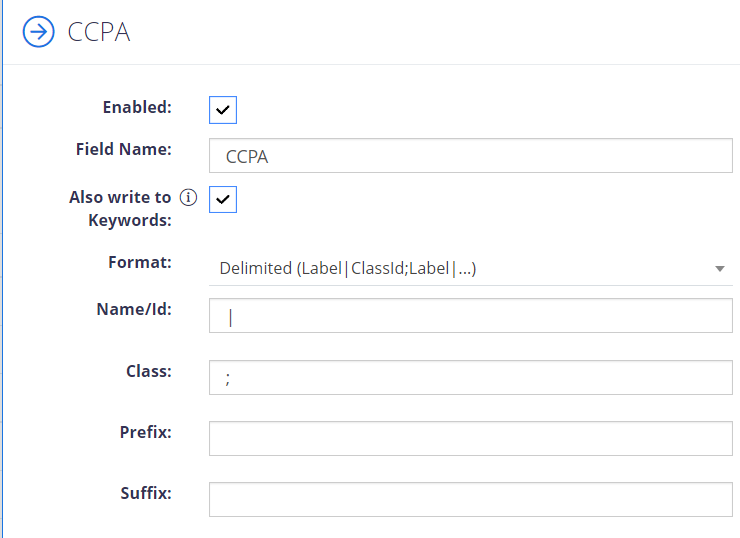 CCPA
Enabled:
Field Name:
CCPA
Also write to
Keywords:
Format:
Delimited (Label|ClassId;Label|...)
Name/Id:
|
Class:
;
Prefix:
Suffix: